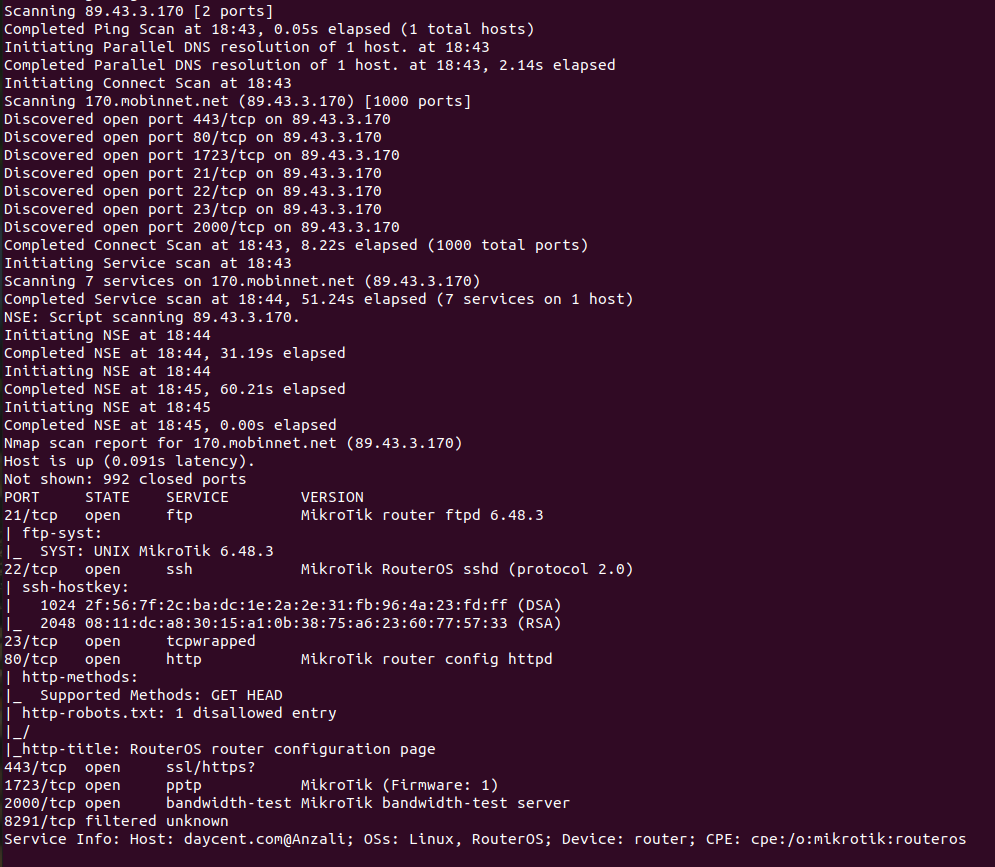 Scanning 89.43.3.170 [2 ports]
Completed Ping Scan at 18:43, 0.05s elapsed (1 total hosts)
Initiating Parallel DNS resolution of 1 host. at 18:43
Completed Parallel DNS resolution of 1 host. at 18:43, 2.14s elapsed
Initiating Connect Scan at 18:43
Scanning 170.mobinnet.net (89.43.3.170) [1000 ports]
Discovered open port 443/tcp on 89.43.3.170
Discovered open port 80/tcp on 89.43.3.170
Discovered open port 1723/tcp on 89.43.3.170
Discovered open port 21/tcp on 89.43.3.170
Discovered open port 22/tcp on 89.43.3.170
Discovered open port 23/tcp on 89.43.3.170
Discovered open port 2000/tcp on 89.43.3.170
Completed Connect Scan at 18:43, 8.22s elapsed (1000 total ports)
Initiating Service scan at 18:43
Scanning 7 services on 170.mobinnet.net (89.43.3.170)
Completed Service scan at 18:44, 51.24s elapsed (7 services on 1 host)
NSE: Script scanning 89.43.3.170.
Initiating NSE at 18:44
Completed NSE at 18:44, 31.19s elapsed
Initiating NSE at 18:44
Completed NSE at 18:45, 60.21s elapsed
Initiating NSE at 18:45
Completed NSE at 18:45, 0.00s elapsed
Nmap scan report for 170.mobinnet.net (89.43.3.170)
Host is up (0.091s latency).
Not shown: 992 closed ports
PORT     STATE    SERVICE        VERSION
21/tcp   open     ftp            MikroTik router ftpd 6.48.3
| ftp-syst:
|_  SYST: UNIX MikroTik 6.48.3
22/tcp   open     ssh            MikroTik RouterOS sshd (protocol 2.0)
| ssh-hostkey:
|   1024 2f:56:7f:2c:ba:dc:1e:2a:2e:31:fb:96:4a:23:fd:ff (DSA)
|_  2048 08:11:dc:a8:30:15:a1:0b:38:75:a6:23:60:77:57:33 (RSA)
23/tcp   open     tcpwrapped
80/tcp   open     http           MikroTik router config httpd
| http-methods:
|_  Supported Methods: GET HEAD
| http-robots.txt: 1 disallowed entry
|_/
|_http-title: RouterOS router configuration page
443/tcp  open     ssl/https?
1723/tcp open     pptp           MikroTik (Firmware: 1)
2000/tcp open     bandwidth-test MikroTik bandwidth-test server
8291/tcp filtered unknown
Service Info: Host: daycent.com@Anzali; OSs: Linux, RouterOS; Device: router; CPE: cpe:/o:mikrotik:routeros